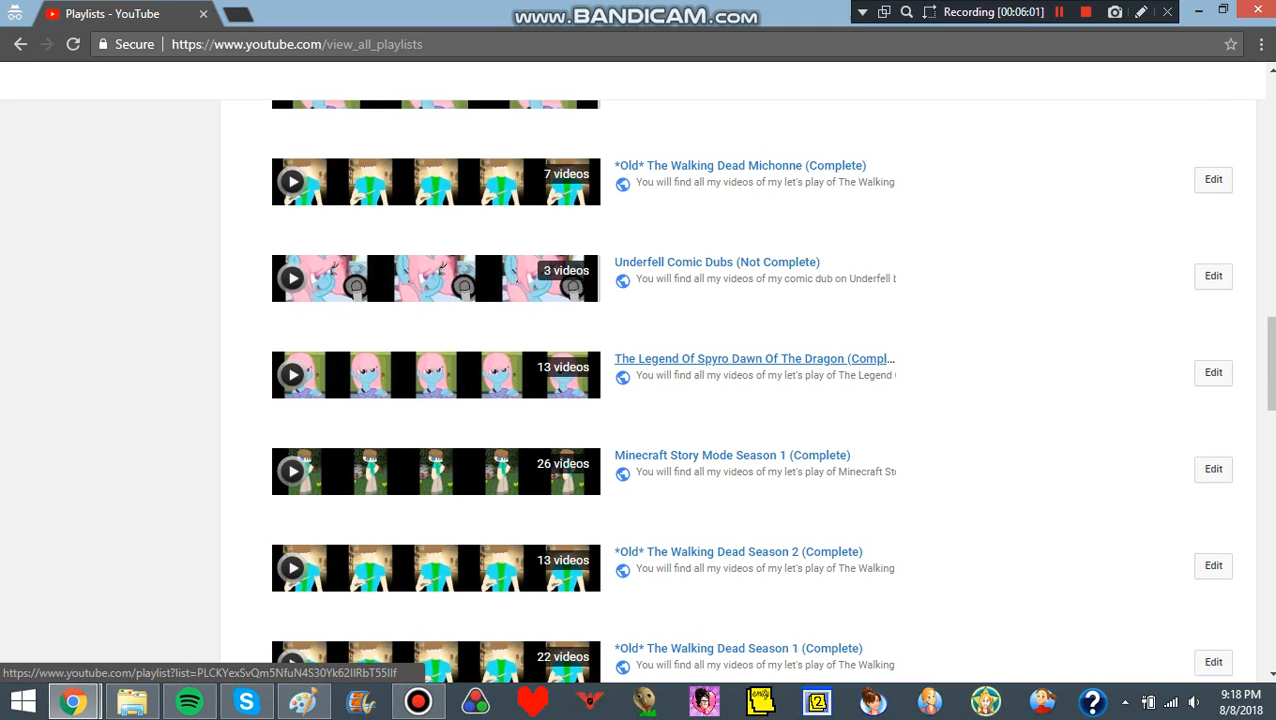 Playlists - YouTube
WWW.BANDICAM.COM
Recording [00:06:01]
Secure
https://www.youtube.com/view_all_playlists
7 videos
*Old* The Walking Dead Michonne (Complete)
You will find all my videos of my let's play of The Walking
Edit
3 videos
Underfell Comic Dubs (Not Complete)
You will find all my videos of my comic dub on Underfell b
Edit
13 videos
The Legend Of Spyro Dawn Of The Dragon (Compl...
You will find all my videos of my let's play of The Legend
Edit
26 videos
Minecraft Story Mode Season 1 (Complete)
You will find all my videos of my let's play of Minecraft St
Edit
13 videos
*Old* The Walking Dead Season 2 (Complete)
You will find all my videos of my let's play of The Walking
Edit
22 videos
*Old* The Walking Dead Season 1 (Complete)
You will find all my videos of my let's play of The Walking
Edit
9:18 PM
8/8/2018